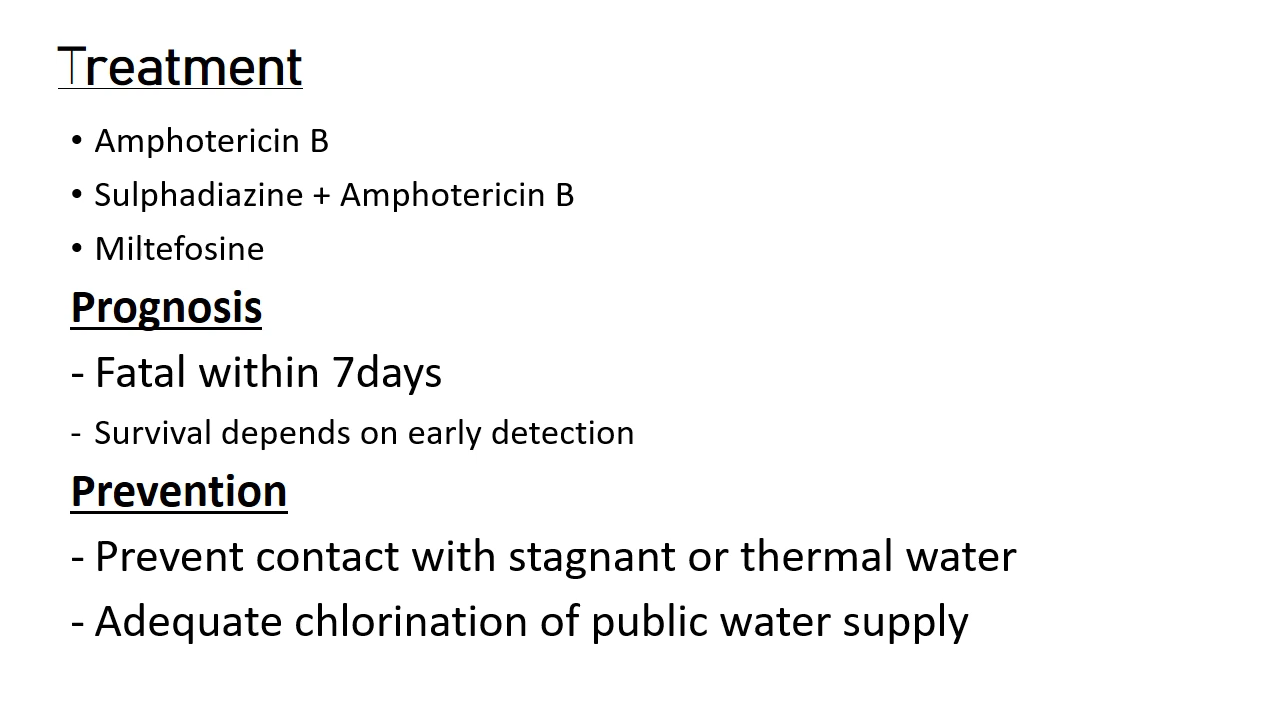 Treatment
• Amphotericin B
• Sulphadiazine + Amphotericin B
• Miltefosine
Prognosis
- Fatal within 7days
- Survival depends on early detection
Prevention
- Prevent contact with stagnant or thermal water
- Adequate chlorination of public water supply